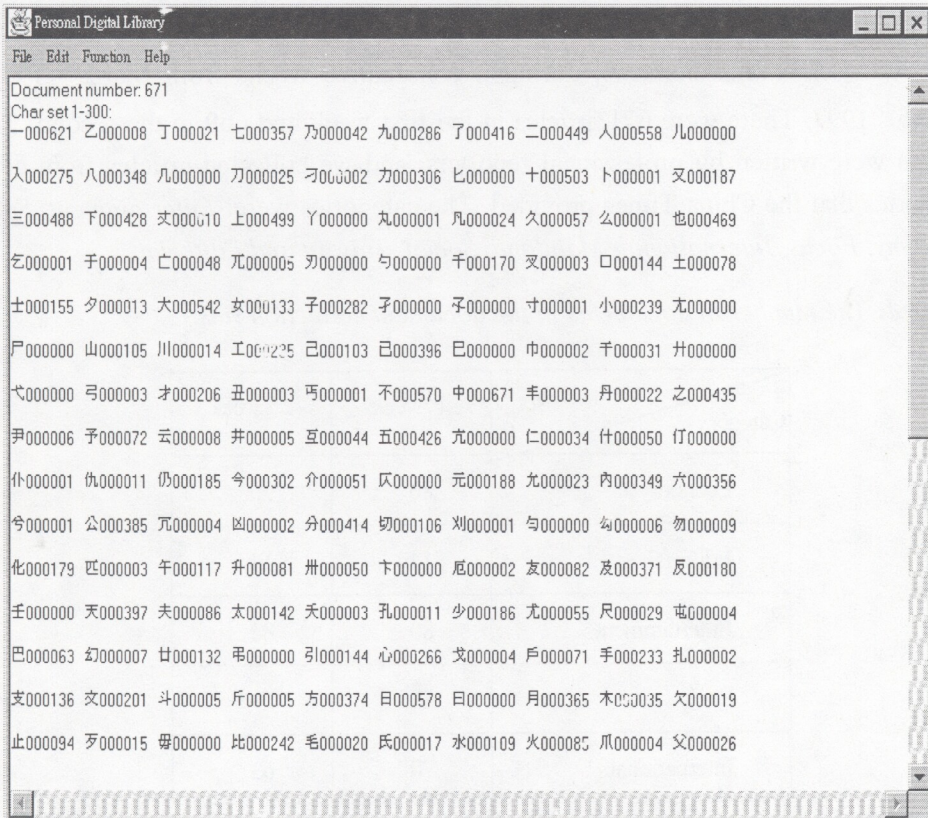 Personal Digital Library
File Edit Function Help
Document number: 671
Char set 1-300:
一000621 乙000008 丁000021 七000357 乃000042 九000286 了000416 二000449 人000558 儿000000
入000275 八000348 几000000 刀000025 刁000002 力000306 匕000000 十000503 卜000001 又000187
三000488 下000428 丈 上000499 丫000000 丸000001 凡000024 久000057 么000001 也000469
乞000001 于000004 亡000048 兀000005 刃000000 勺000000 千000170 叉000003 口000144 土000078
士000155 夕000013 大000542 女000133 子000282 孑000000 孓000000 寸000001 小000239 尢000000
尸000000 山000105 川000014 工 己000103 已000396 巳000000 巾000002 干000031 廾000000
弋000000 弓000003 才000206 丑000003 丐000001 不000570 中000671 丰000003 丹000022 之000435
尹000006 予000072 云000008 井000005 互000044 五000426 亢000000 仁000034 什000050 仃000000
仆000001 仇000011 仍000185 今000302 介000051 仄000000 元000188 允000023 內000349 六000356
兮000001 公000385 冗000004 凶000002 分000414 切000106 刈000001 勻000000 勾000006 勿000009
化000179 匹000003 午000117 升000081 卅000050 卞000000 厄000002 友000082 及000371 反000180
壬000000 天000397 夫000086 太000142 夭000003 孔000011 少000186 尤000055 尺000029 屯000004
巴000063 幻000007 廿000132 弔000000 引000144 心000266 戈000004 戶000071 手000233 扎000002
支000136 文000201 斗000005 斤000005 方000374 日000578 曰000000 月000365 木 欠000019
止000094 歹000015 毋000000 比000242 毛000020 氏000017 水000109 火000085 爪000004 父000026